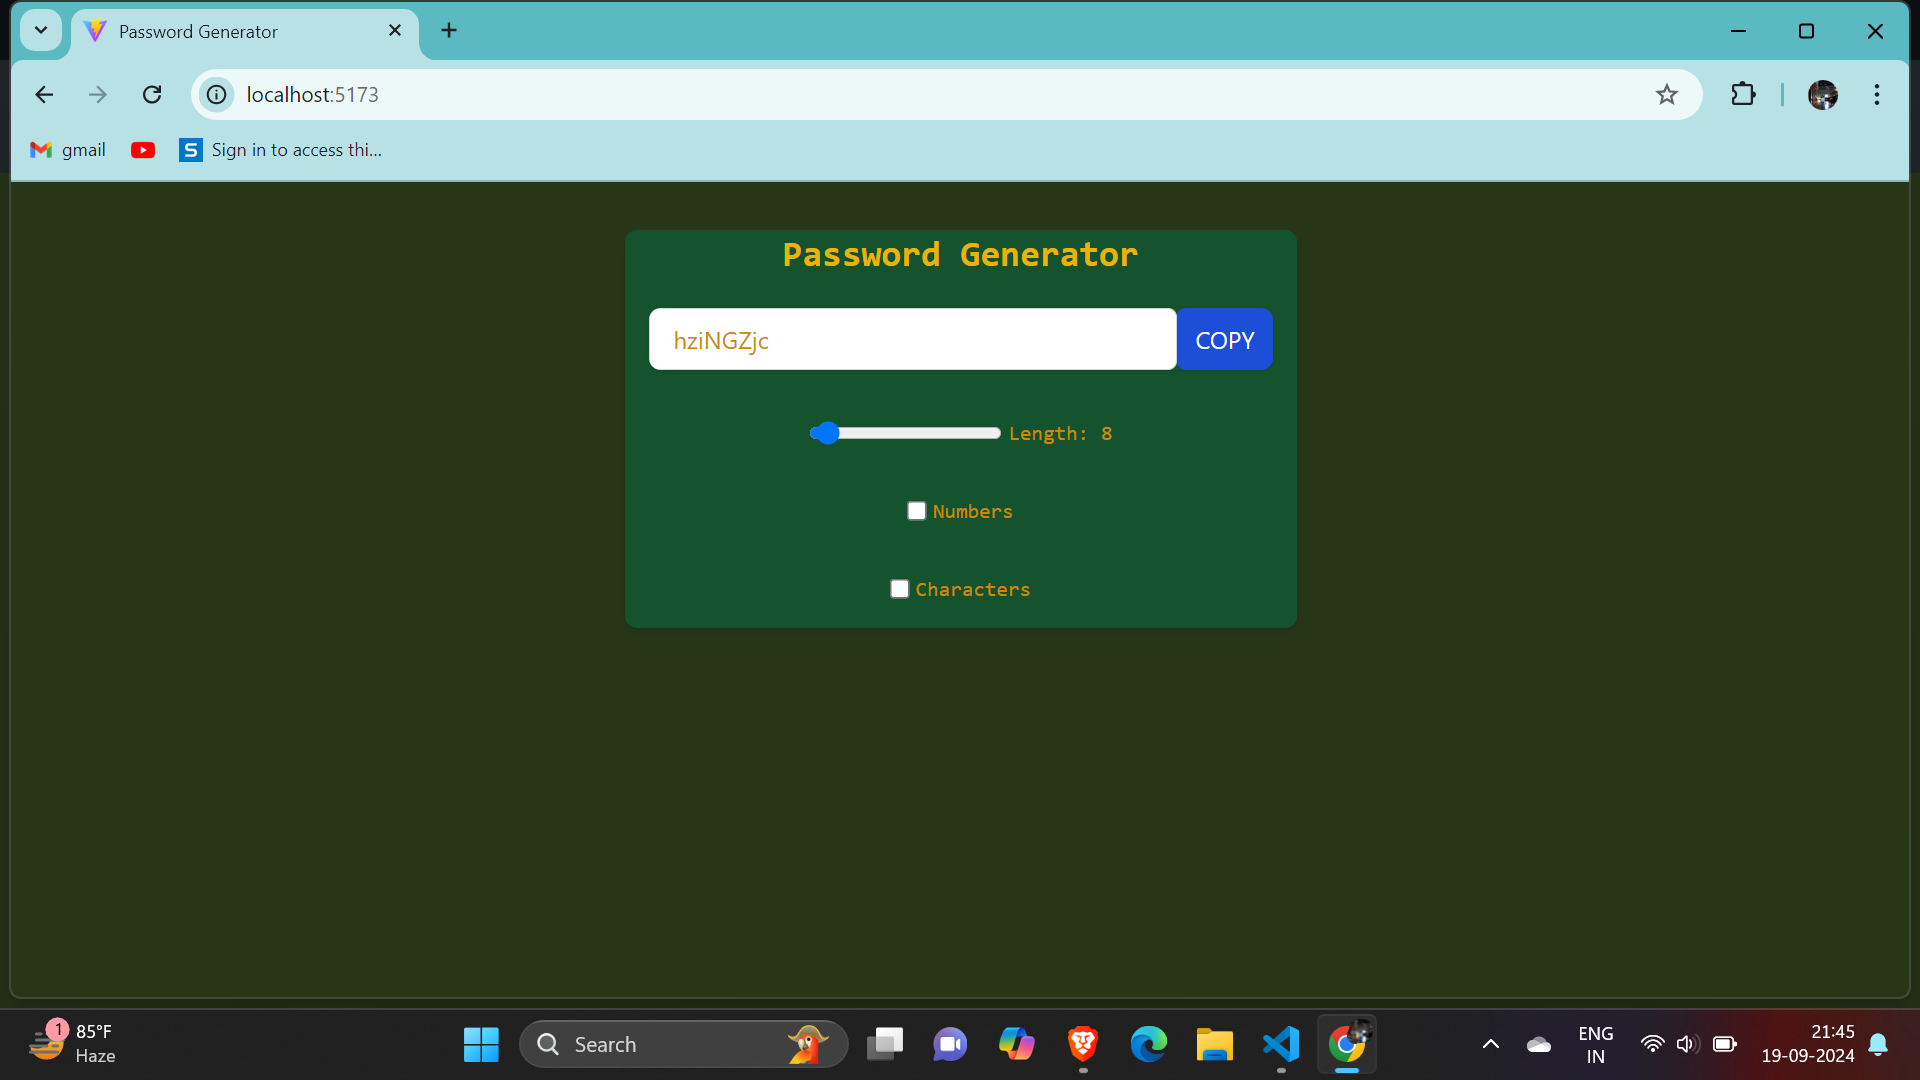 Password Generator
localhost:5173
gmail
Sign in to access thi...
Password Generator
hziNGZjc
COPY
Length: 8
Numbers
Characters
1
85°F
Haze
Search
ENG
IN
21:45
19-09-2024